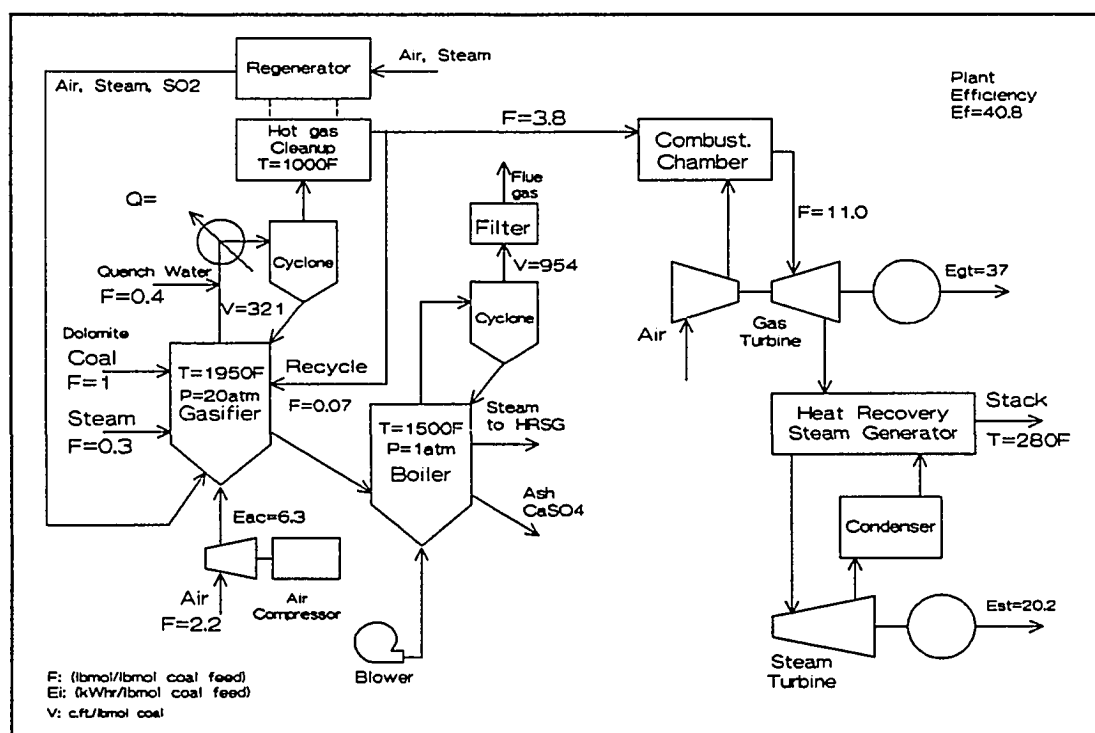 Regenerator
Air, Steam
Air, Steam, SO2
Plant
Efficiency
Ef=40.8
Hot gas
Cleanup
T=1000F
F=3.8
Combust.
Chamber
Flue
gas
Q=
Filter
F=11.0
Cyclone
V=954
Quench Water
F=0.4
V=321
Cyclone
Egt=37
Air
Gas
Turbine
Dolomite
Coal
F=1
T=1950F
P=20atm
Gasifier
Recycle
F=0.07
Steam
F=0.3
T=1500F
P=1atm
Boiler
Steam
to HRSG
Heat Recovery
Steam Generator
Stack
T=280F
Ash
CaSO4
Eac=6.3
Condenser
Air
F=2.2
Air
Compressor
Est=20.2
Blower
Steam
Turbine
F: (lbmol/lbmol coal feed)
Ei: (kWhr/lbmol coal feed)
V: c.ft/lbmol coal